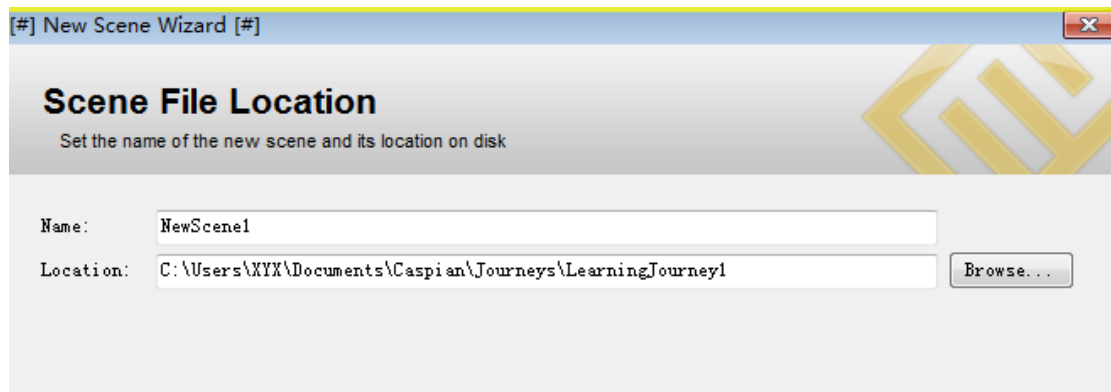 [#] New Scene Wizard [#]
Scene File Location
Set the name of the new scene and its location on disk
Name: NewScene1
Location: C:\Users\XYX\Documents\Caspian\Journeys\LearningJourney1 Browse...